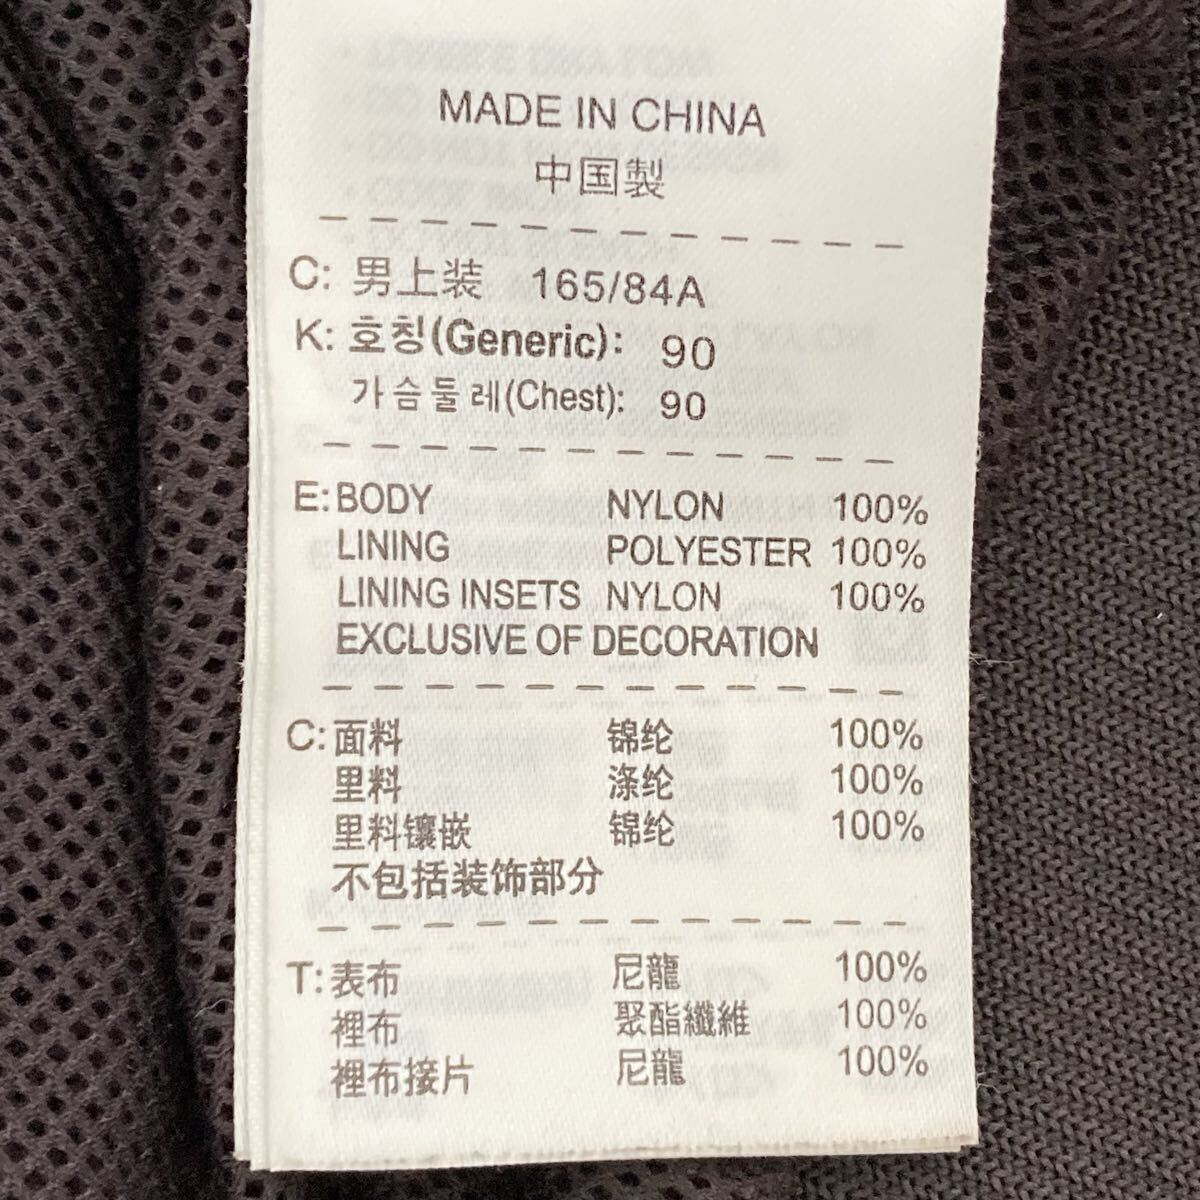 MADE IN CHINA
中国製
C: 男上装 165/84A
K: 호칭(Generic): 90
가슴둘레(Chest): 90
E: BODY NYLON 100%
LINING POLYESTER 100%
LINING INSETS NYLON 100%
EXCLUSIVE OF DECORATION
C: 面料 锦纶 100%
里料 涤纶 100%
里料镶嵌 锦纶 100%
不包括装饰部分
T: 表布 尼龍 100%
裡布 聚酯纖維 100%
裡布接片 尼龍 100%